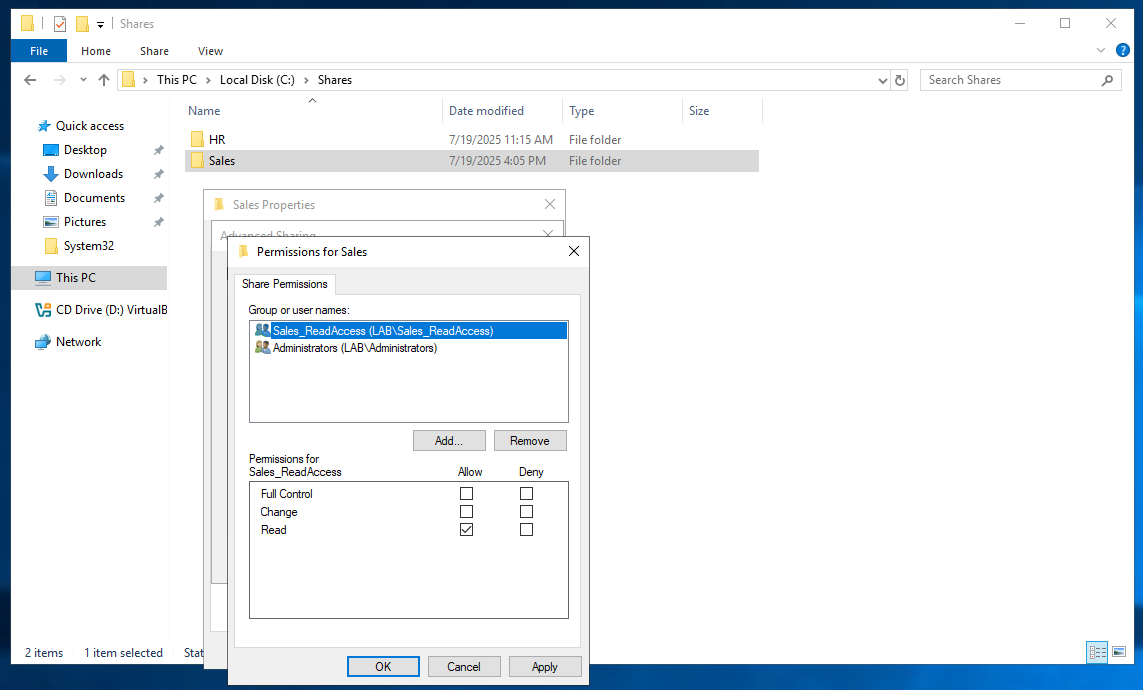 Shares
File Home Share View
This PC Local Disk (C:) Shares
Search Shares
Name Date modified Type Size
Quick access
Desktop
Downloads
Documents
Pictures
System32
This PC
CD Drive (D:) VirtualB
Network
HR 7/19/2025 11:15 AM File folder
Sales 7/19/2025 4:05 PM File folder
Sales Properties
Advanced Sharing
Permissions for Sales
Share Permissions
Group or user names:
Sales_ReadAccess (LAB\Sales_ReadAccess)
Administrators (LAB\Administrators)
Add... Remove
Permissions for
Sales_ReadAccess Allow Deny
Full Control
Change
Read
OK Cancel Apply
2 items 1 item selected Stat